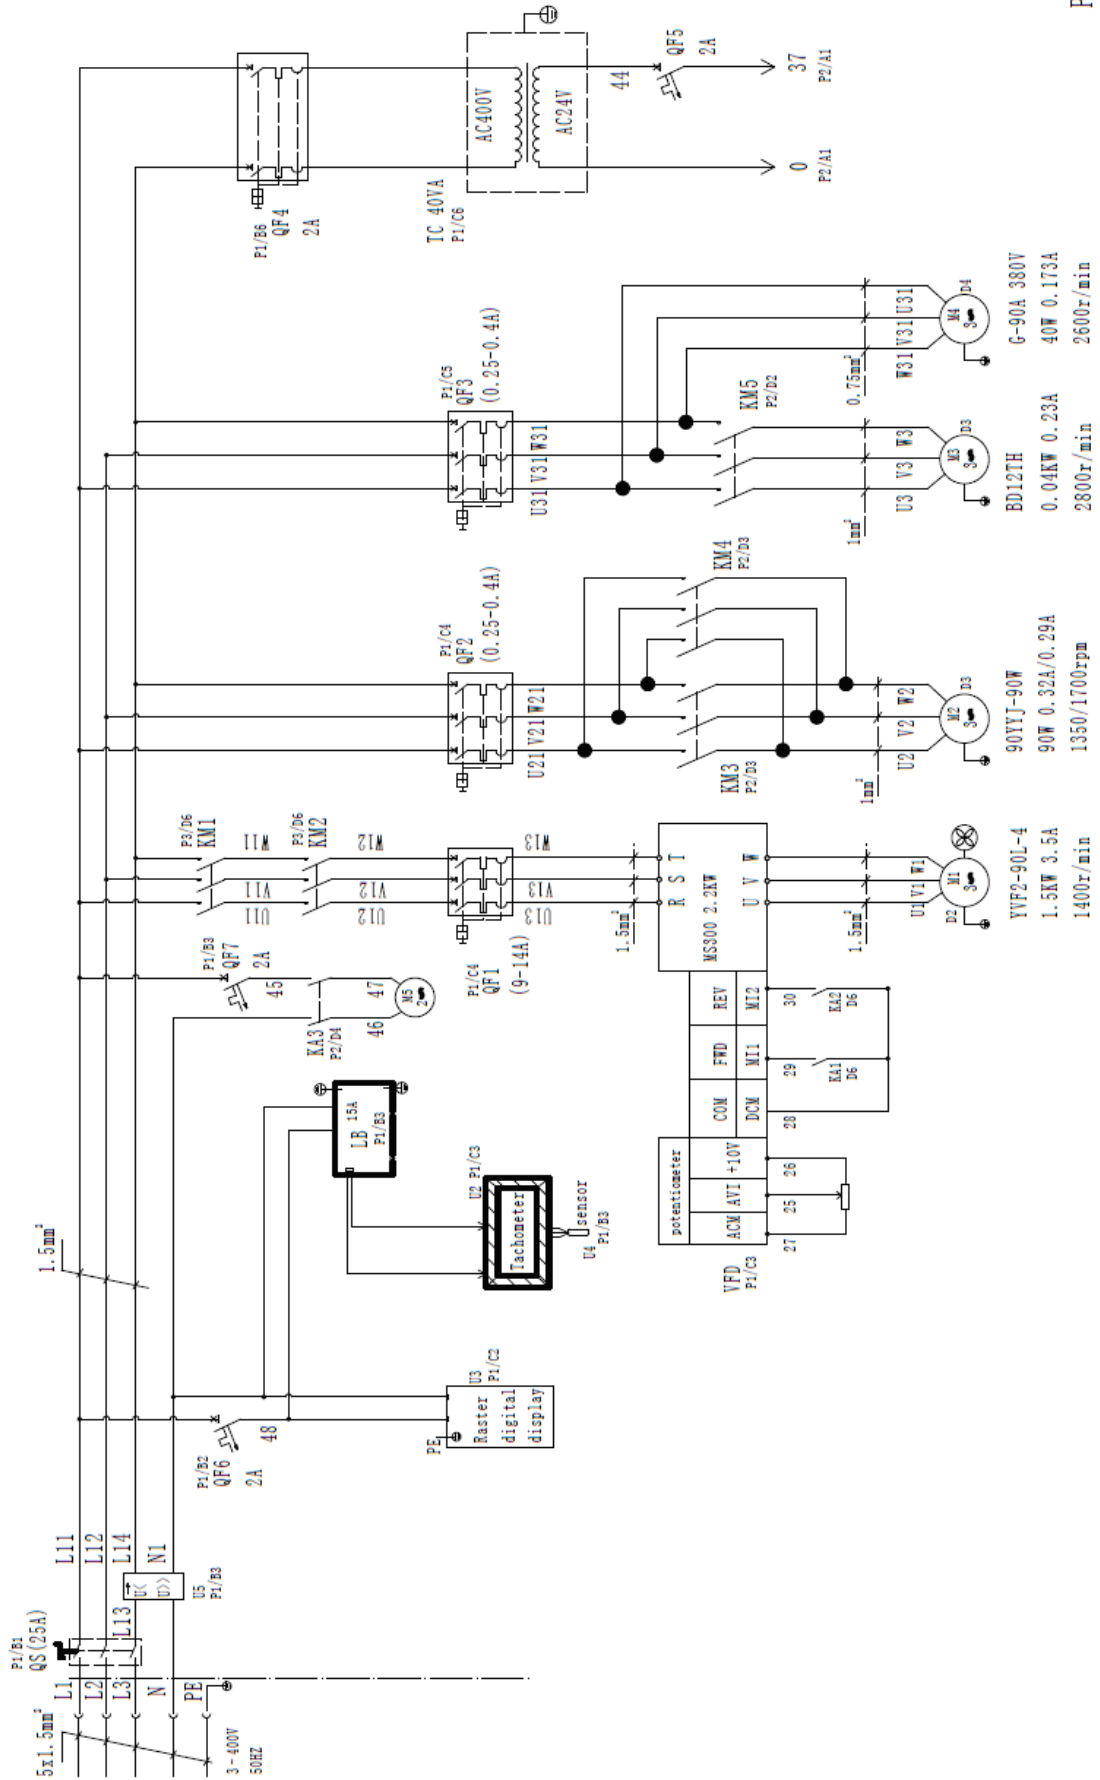 5x1.5mm²
3-400V
50HZ
L1
L2
L3
N
PE
P1/B1
QS(25A)
L13
L11
L12
L14
N1
U<
U>>
U5
P1/B3
1.5mm²
P1/B2
QF6
2A
48
PE
Raster
digital
display
U3
P1/C2
LB
15A
P1/B3
U2 P1/C3
Tachometer
sensor
U4
P1/B3
P1/B3
QF7
2A
45
KA3
P2/D4
46
47
M5
2
P3/D6
KM1
U11
V11
W11
P3/D6
KM2
U12
V12
W12
P1/C4
QF1
(9-14A)
U13
V13
W13
1.5mm²
R
S
T
MS300 2.2KW
U
V
W
VFD
P1/C3
potentiometer
ACM
AVI
+10V
COM
FWD
REV
DCM
MI1
MI2
27
25
26
28
29
30
KA1
D6
KA2
D6
1.5mm²
U1
V1
W1
D2
M1
3
YVF2-90L-4
1.5KW 3.5A
1400r/min
P1/C4
QF2
(0.25-0.4A)
U21
V21
W21
KM3
P2/D3
KM4
P2/D3
1mm²
U2
V2
W2
M2
3
D3
90YYJ-90W
90W 0.32A/0.29A
1350/1700rpm
P1/C5
QF3
(0.25-0.4A)
U31
V31
W31
KM5
P2/D2
1mm²
U3
V3
W3
M3
3
D3
BD12TH
0.04KW 0.23A
2800r/min
0.75mm²
W31
V31
U31
M4
3
D4
G-90A 380V
40W 0.173A
2600r/min
P1/B6
QF4
2A
TC 40VA
P1/C6
AC400V
AC24V
44
QF5
2A
0
P2/A1
37
P2/A1